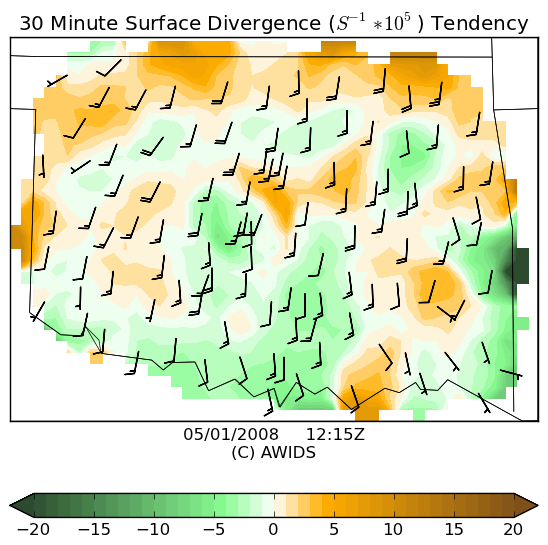 30 Minute Surface Divergence (S⁻¹ *10⁵ ) Tendency
05/01/2008 12:15Z
(C) AWIDS
−20 −15 −10 −5 0 5 10 15 20